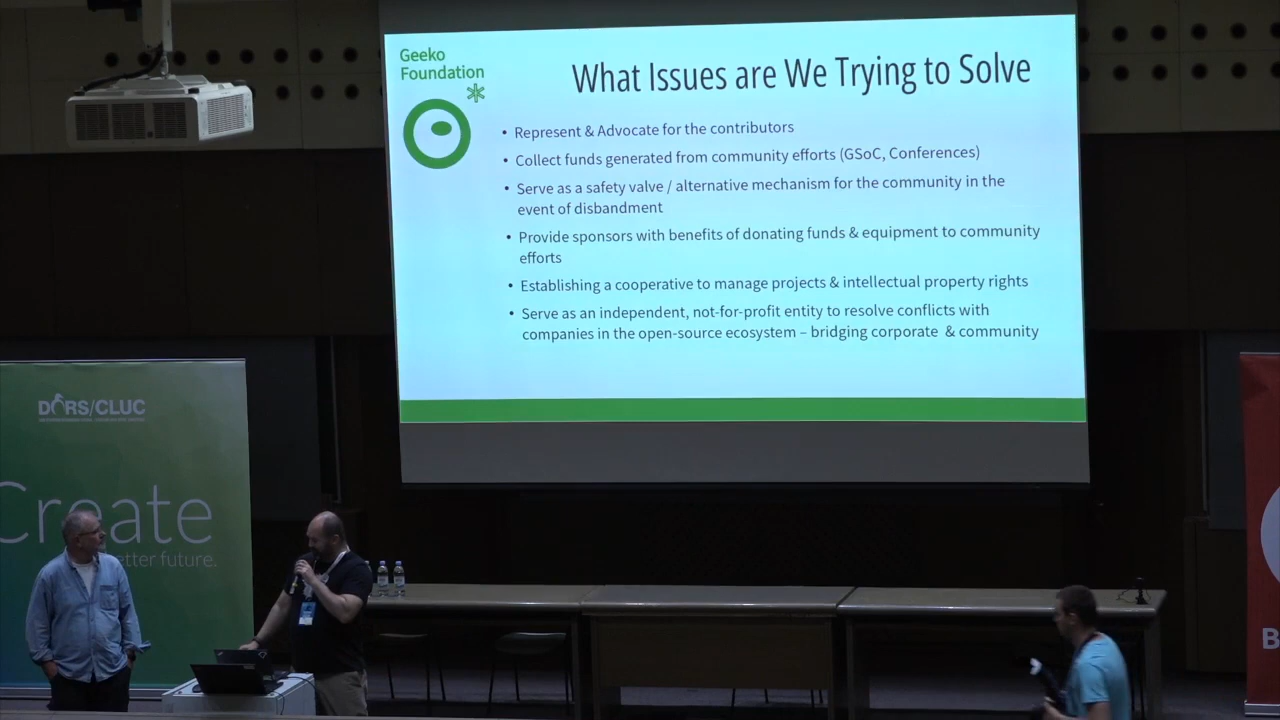 Geeko
Foundation
What Issues are We Trying to Solve
• Represent & Advocate for the contributors
• Collect funds generated from community efforts (GSoC, Conferences)
• Serve as a safety valve / alternative mechanism for the community in the
event of disbandment
• Provide sponsors with benefits of donating funds & equipment to community
efforts
• Establishing a cooperative to manage projects & intellectual property rights
• Serve as an independent, not-for-profit entity to resolve conflicts with
companies in the open-source ecosystem – bridging corporate & community
DORS/CLUC
Create
etter future.
B